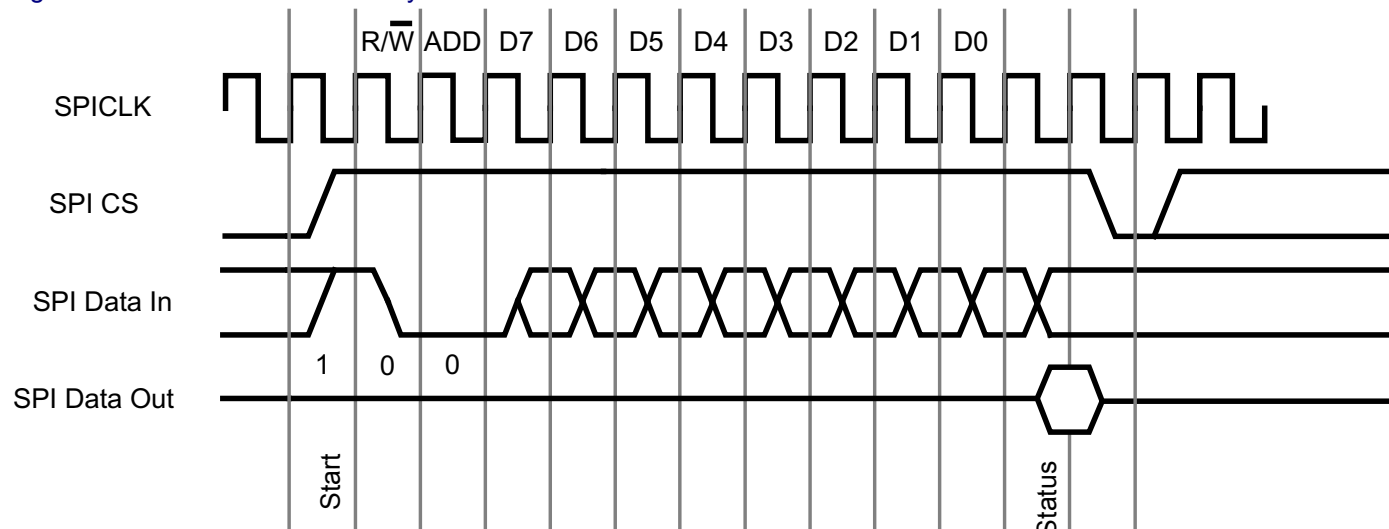 R/W ADD D7 D6 D5 D4 D3 D2 D1 D0
SPICLK
SPI CS
SPI Data In
1 0 0
SPI Data Out
Start
Status